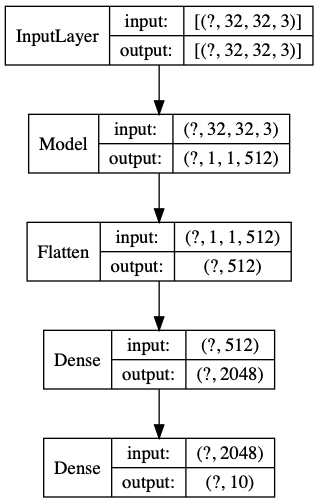 InputLayer
input: [(?, 32, 32, 3)]
output: [(?, 32, 32, 3)]
Model
input: (?, 32, 32, 3)
output: (?, 1, 1, 512)
Flatten
input: (?, 1, 1, 512)
output: (?, 512)
Dense
input: (?, 512)
output: (?, 2048)
Dense
input: (?, 2048)
output: (?, 10)